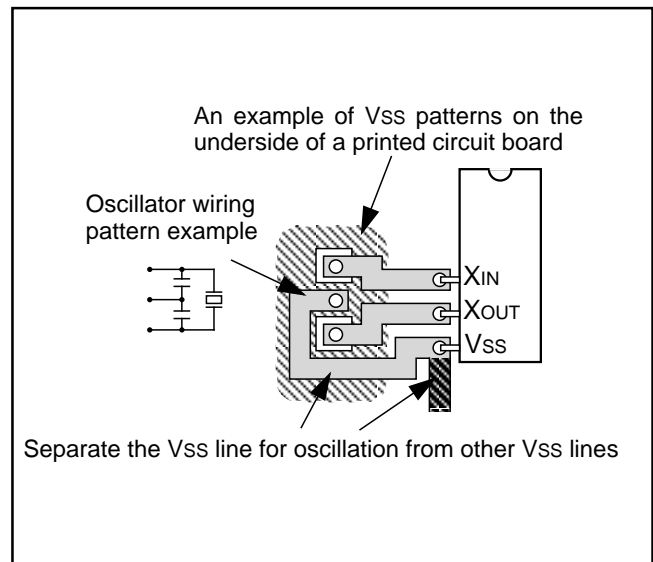 An example of VSS patterns on the
underside of a printed circuit board
Oscillator wiring
pattern example
XIN
XOUT
VSS
Separate the VSS line for oscillation from other VSS lines